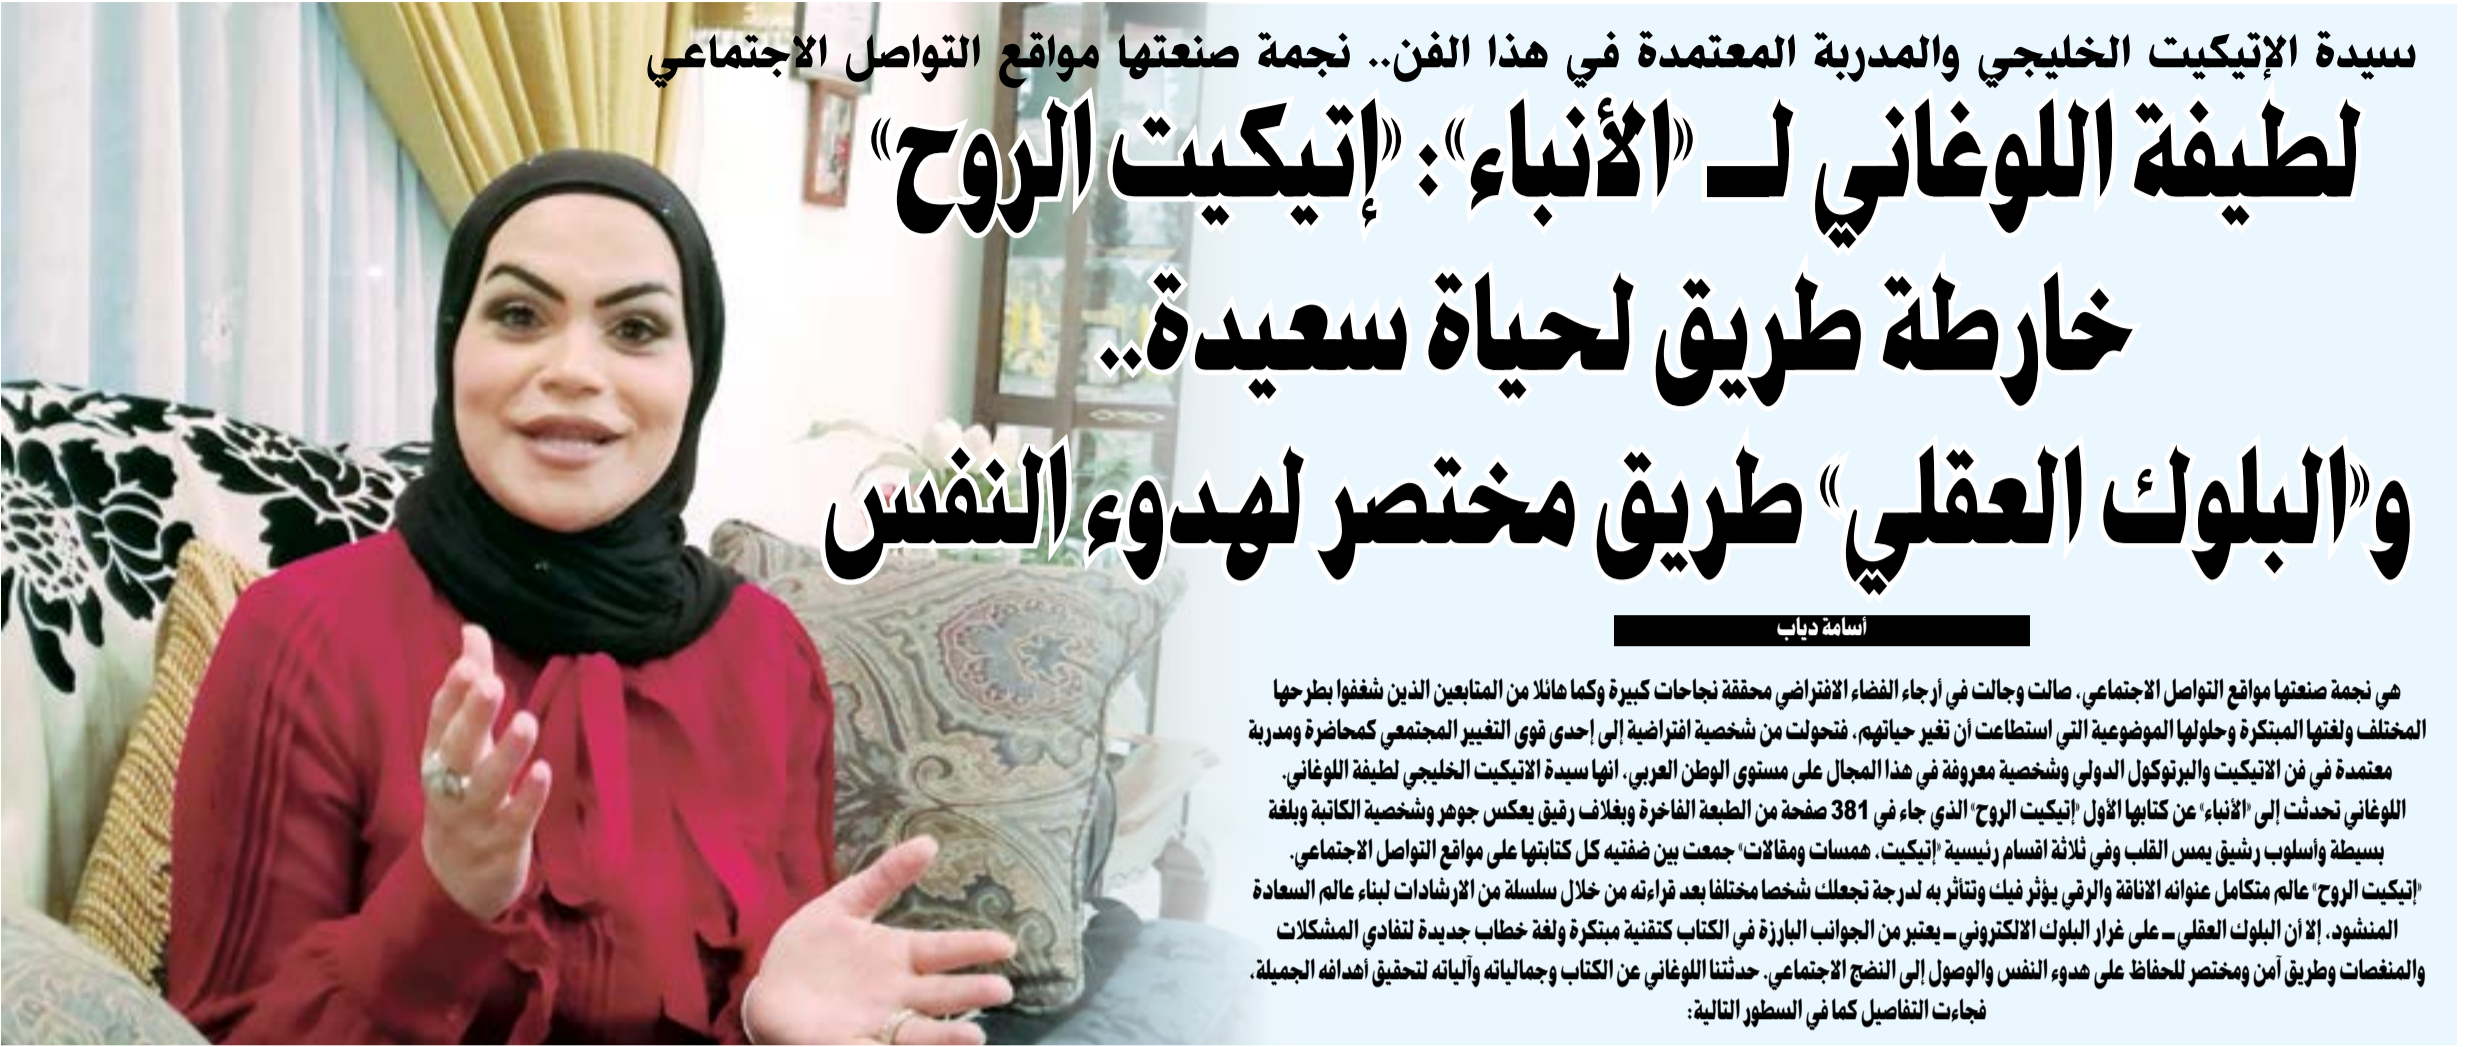 سيدة الإتيكيت الخليجي والمدربة المعتمدة في هذا الفن.. نجمة صنعتها مواقع التواصل الاجتماعي
لطيفة اللوغاني لـ «الأنباء»: «إتيكيت الروح»
خارطة طريق لحياة سعيدة..
و«البلوك العقلي» طريق مختصر لهدوء النفس
أسامة دياب
هي نجمة صنعتها مواقع التواصل الاجتماعي، صالت وجالت في أرجاء الفضاء الافتراضي محققة نجاحات كبيرة وكما هائلا من المتابعين الذين شغفوا بطرحها
المختلف ولغتها المبتكرة وحلولها الموضوعية التي استطاعت أن تغير حياتهم، فتحولت من شخصية افتراضية إلى إحدى قوى التغيير المجتمعي كمحاضرة ومدربة
معتمدة في فن الاتيكيت والبرتوكول الدولي وشخصية معروفة في هذا المجال على مستوى الوطن العربي، انها سيدة الاتيكيت الخليجي لطيفة اللوغاني.
اللوغاني تحدثت إلى «الأنباء» عن كتابها الأول «إتيكيت الروح» الذي جاء في 381 صفحة من الطبعة الفاخرة وبغلاف رقيق يعكس جوهر وشخصية الكاتبة وبلغة
بسيطة وأسلوب رشيق يمس القلب وفي ثلاثة اقسام رئيسية «إتيكيت، همسات ومقالات» جمعت بين ضفتيه كل كتابتها على مواقع التواصل الاجتماعي.
«إتيكيت الروح» عالم متكامل عنوانه الاناقة والرقي يؤثر فيك وتتأثر به لدرجة تجعلك شخصا مختلفا بعد قراءته من خلال سلسلة من الارشادات لبناء عالم السعادة
المنشود، إلا أن البلوك العقلي ـ على غرار البلوك الالكتروني ـ يعتبر من الجوانب البارزة في الكتاب كتقنية مبتكرة ولغة خطاب جديدة لتفادي المشكلات
والمنغصات وطريق آمن ومختصر للحفاظ على هدوء النفس والوصول إلى النضج الاجتماعي. حدثتنا اللوغاني عن الكتاب وجمالياته وآلياته لتحقيق أهدافه الجميلة،
فجاءت التفاصيل كما في السطور التالية: